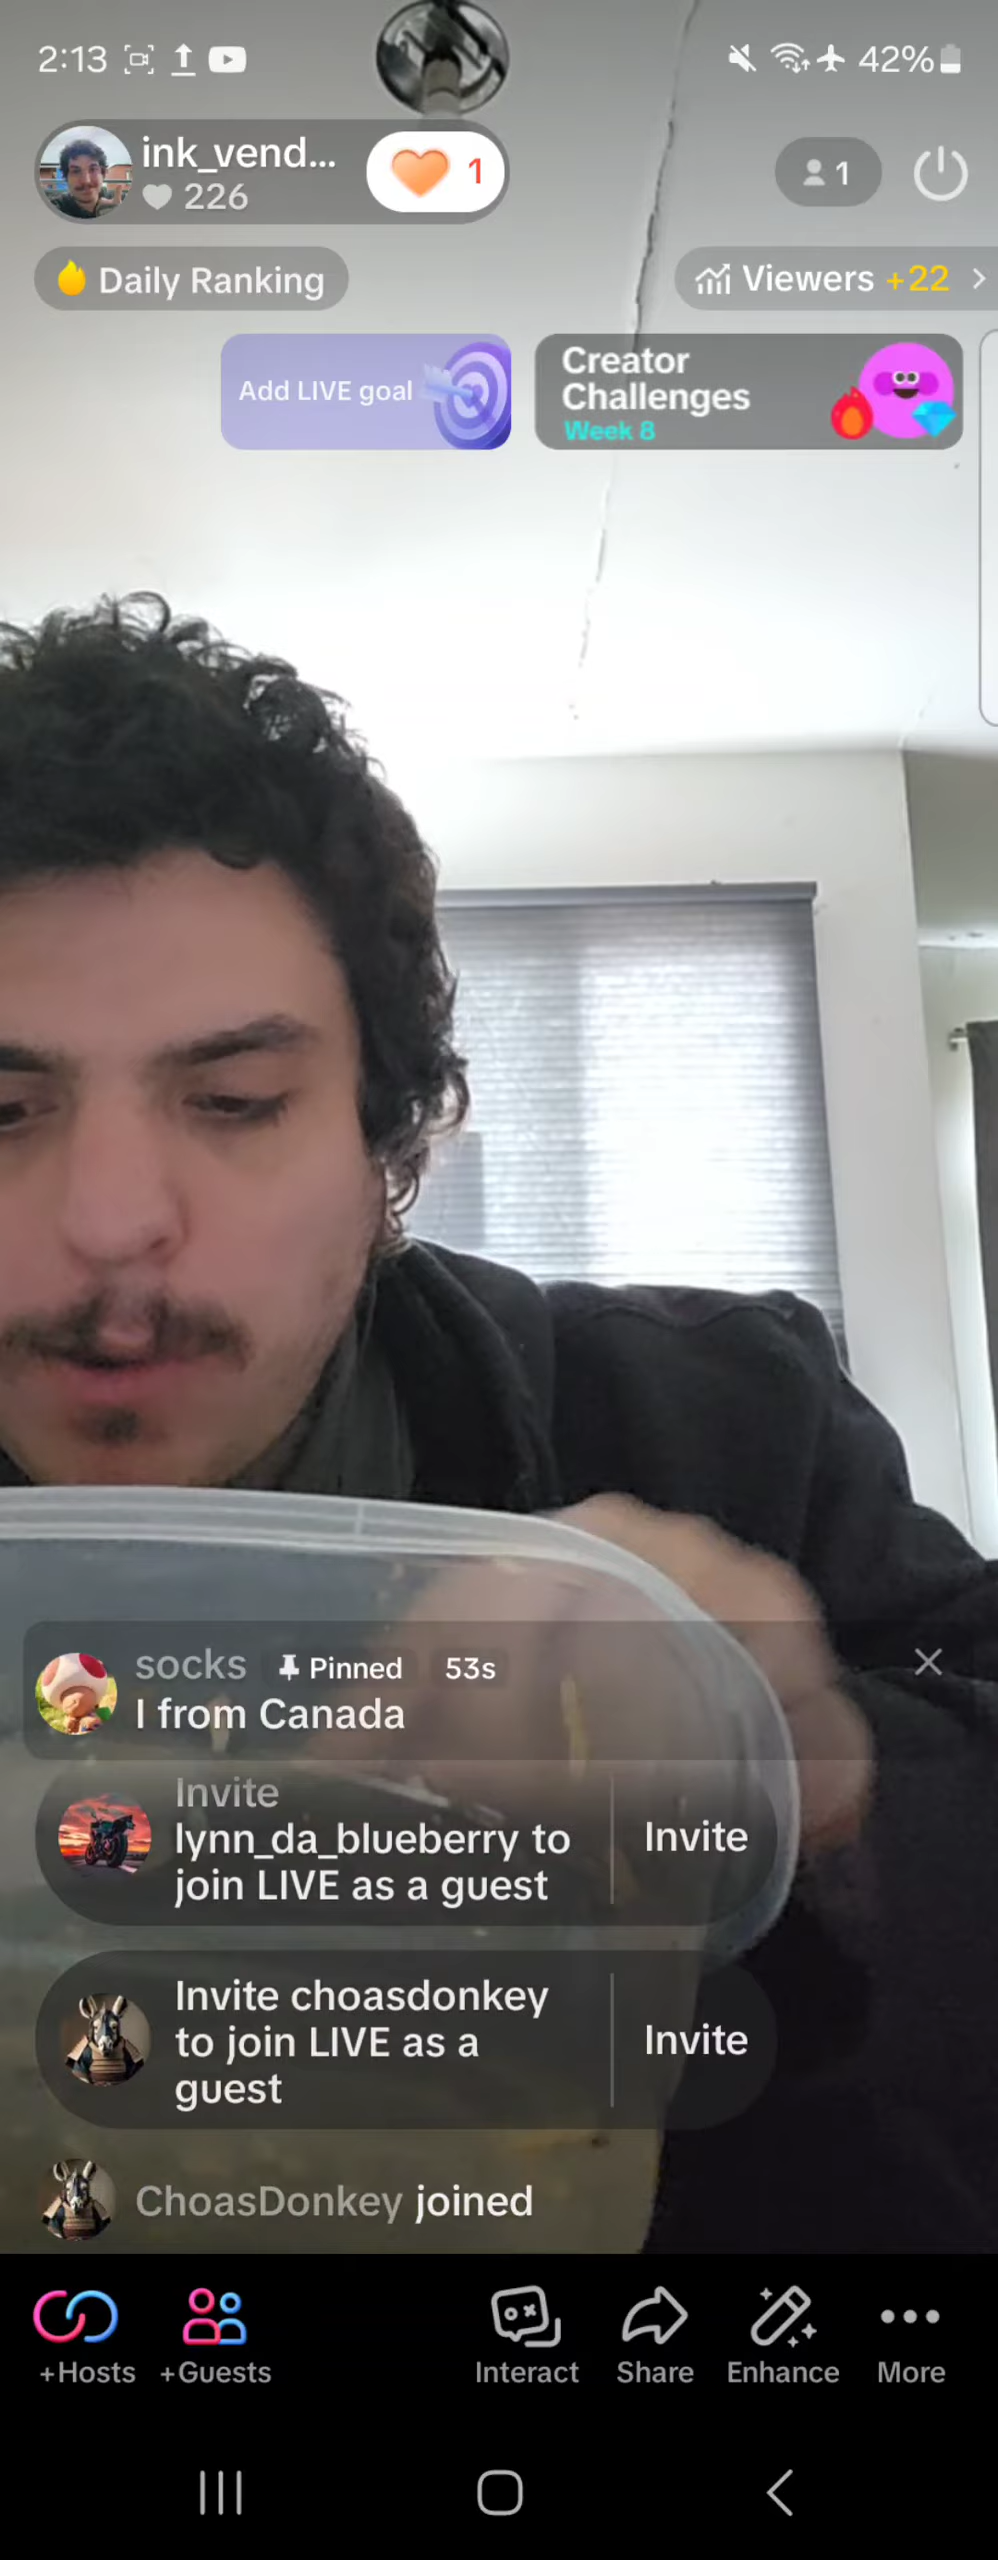 2:13
42%
ink_vend...
226
1
1
Daily Ranking
Viewers +22
Add LIVE goal
Creator
Challenges
Week 8
socks Pinned 53s
I from Canada
Invite
lynn_da_blueberry to
join LIVE as a guest
Invite
Invite choasdonkey
to join LIVE as a
guest
Invite
ChoasDonkey joined
+Hosts
+Guests
Interact
Share
Enhance
More